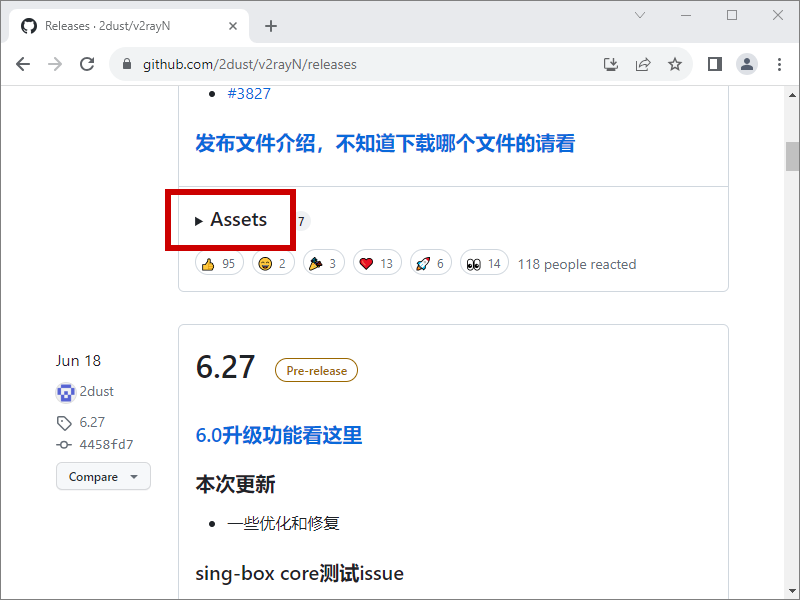 Releases · 2dust/v2rayN
github.com/2dust/v2rayN/releases
#3827
发布文件介绍，不知道下载哪个文件的请看
Assets 7
95 2 3 13 6 14 118 people reacted
Jun 18
2dust
6.27
4458fd7
Compare
6.27 Pre-release
6.0升级功能看这里
本次更新
一些优化和修复
sing-box core测试issue